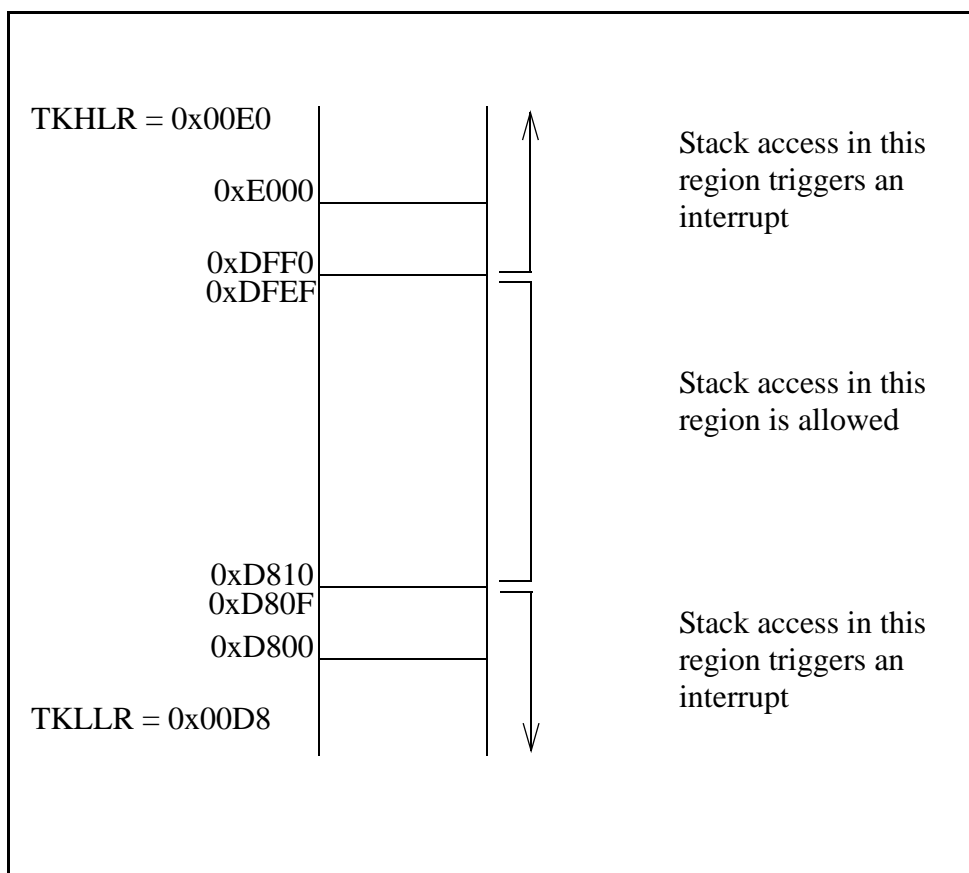 TKHLR = 0x00E0
Stack access in this
region triggers an
interrupt
0xE000
0xDFF0
0xDFEF
Stack access in this
region is allowed
0xD810
0xD80F
0xD800
Stack access in this
region triggers an
interrupt
TKLLR = 0x00D8